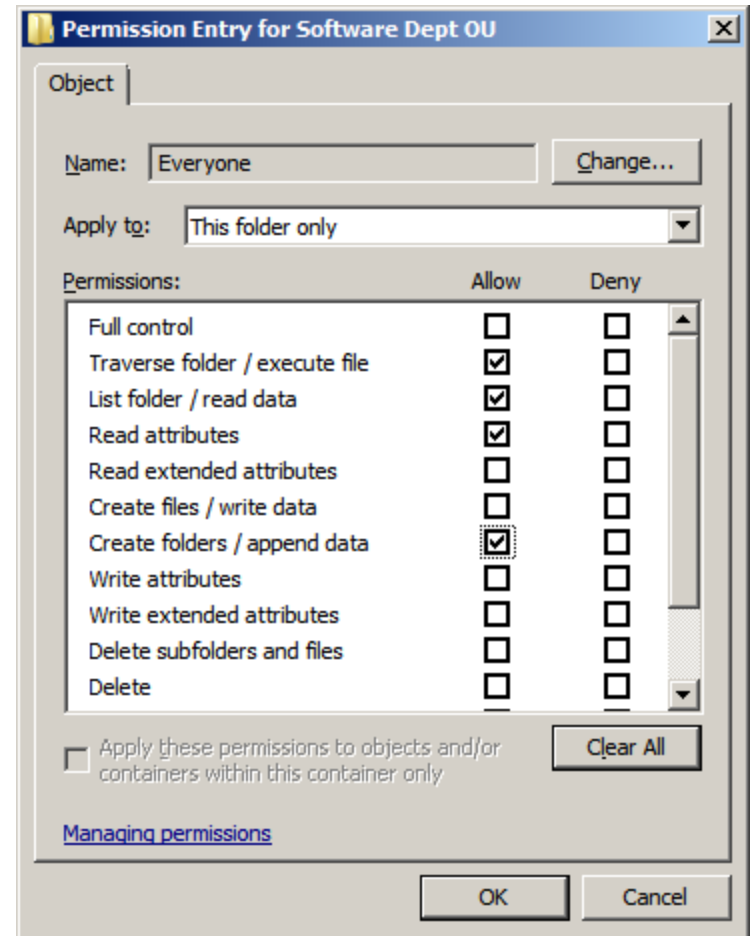 Permission Entry for Software Dept OU
Object
Name: Everyone Change...
Apply to: This folder only
Permissions: Allow Deny
Full control
Traverse folder / execute file
List folder / read data
Read attributes
Read extended attributes
Create files / write data
Create folders / append data
Write attributes
Write extended attributes
Delete subfolders and files
Delete
Apply these permissions to objects and/or
containers within this container only
Clear All
Managing permissions
OK Cancel